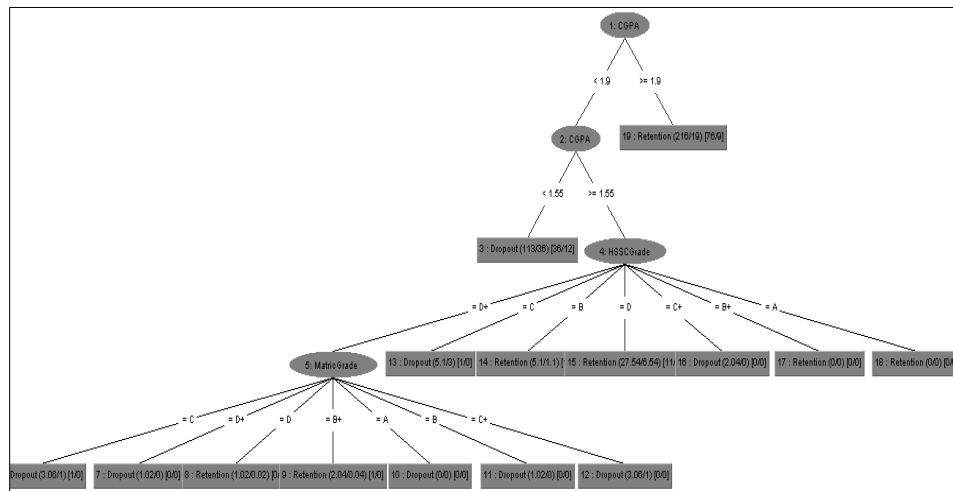 1: CGPA
< 1.9
>= 1.9
2: CGPA
19 : Retention (216/19) [76/9]
< 1.55
>= 1.55
3 : Dropout (113/36) [36/12]
4: HSSCGrade
= D+
= C
= B
= D
= C+
= B+
= A
5: MatricGrade
13 : Dropout (5.1/3) [1/0]
14 : Retention (5.1/1.1) [
15 : Retention (27.54/6.54) [11/
16 : Dropout (2.04/0) [0/0]
17 : Retention (0/0) [0/0]
18 : Retention (0/0) [0/0
= C
= D+
= D
= B+
= A
= B
= C+
Dropout (3.06/1) [1/0]
7 : Dropout (1.02/0) [0/0]
8 : Retention (1.02/0.02) [0/
9 : Retention (2.04/0.04) [1/0]
10 : Dropout (0/0) [0/0]
11 : Dropout (1.02/0) [0/0]
12 : Dropout (3.06/1) [0/0]